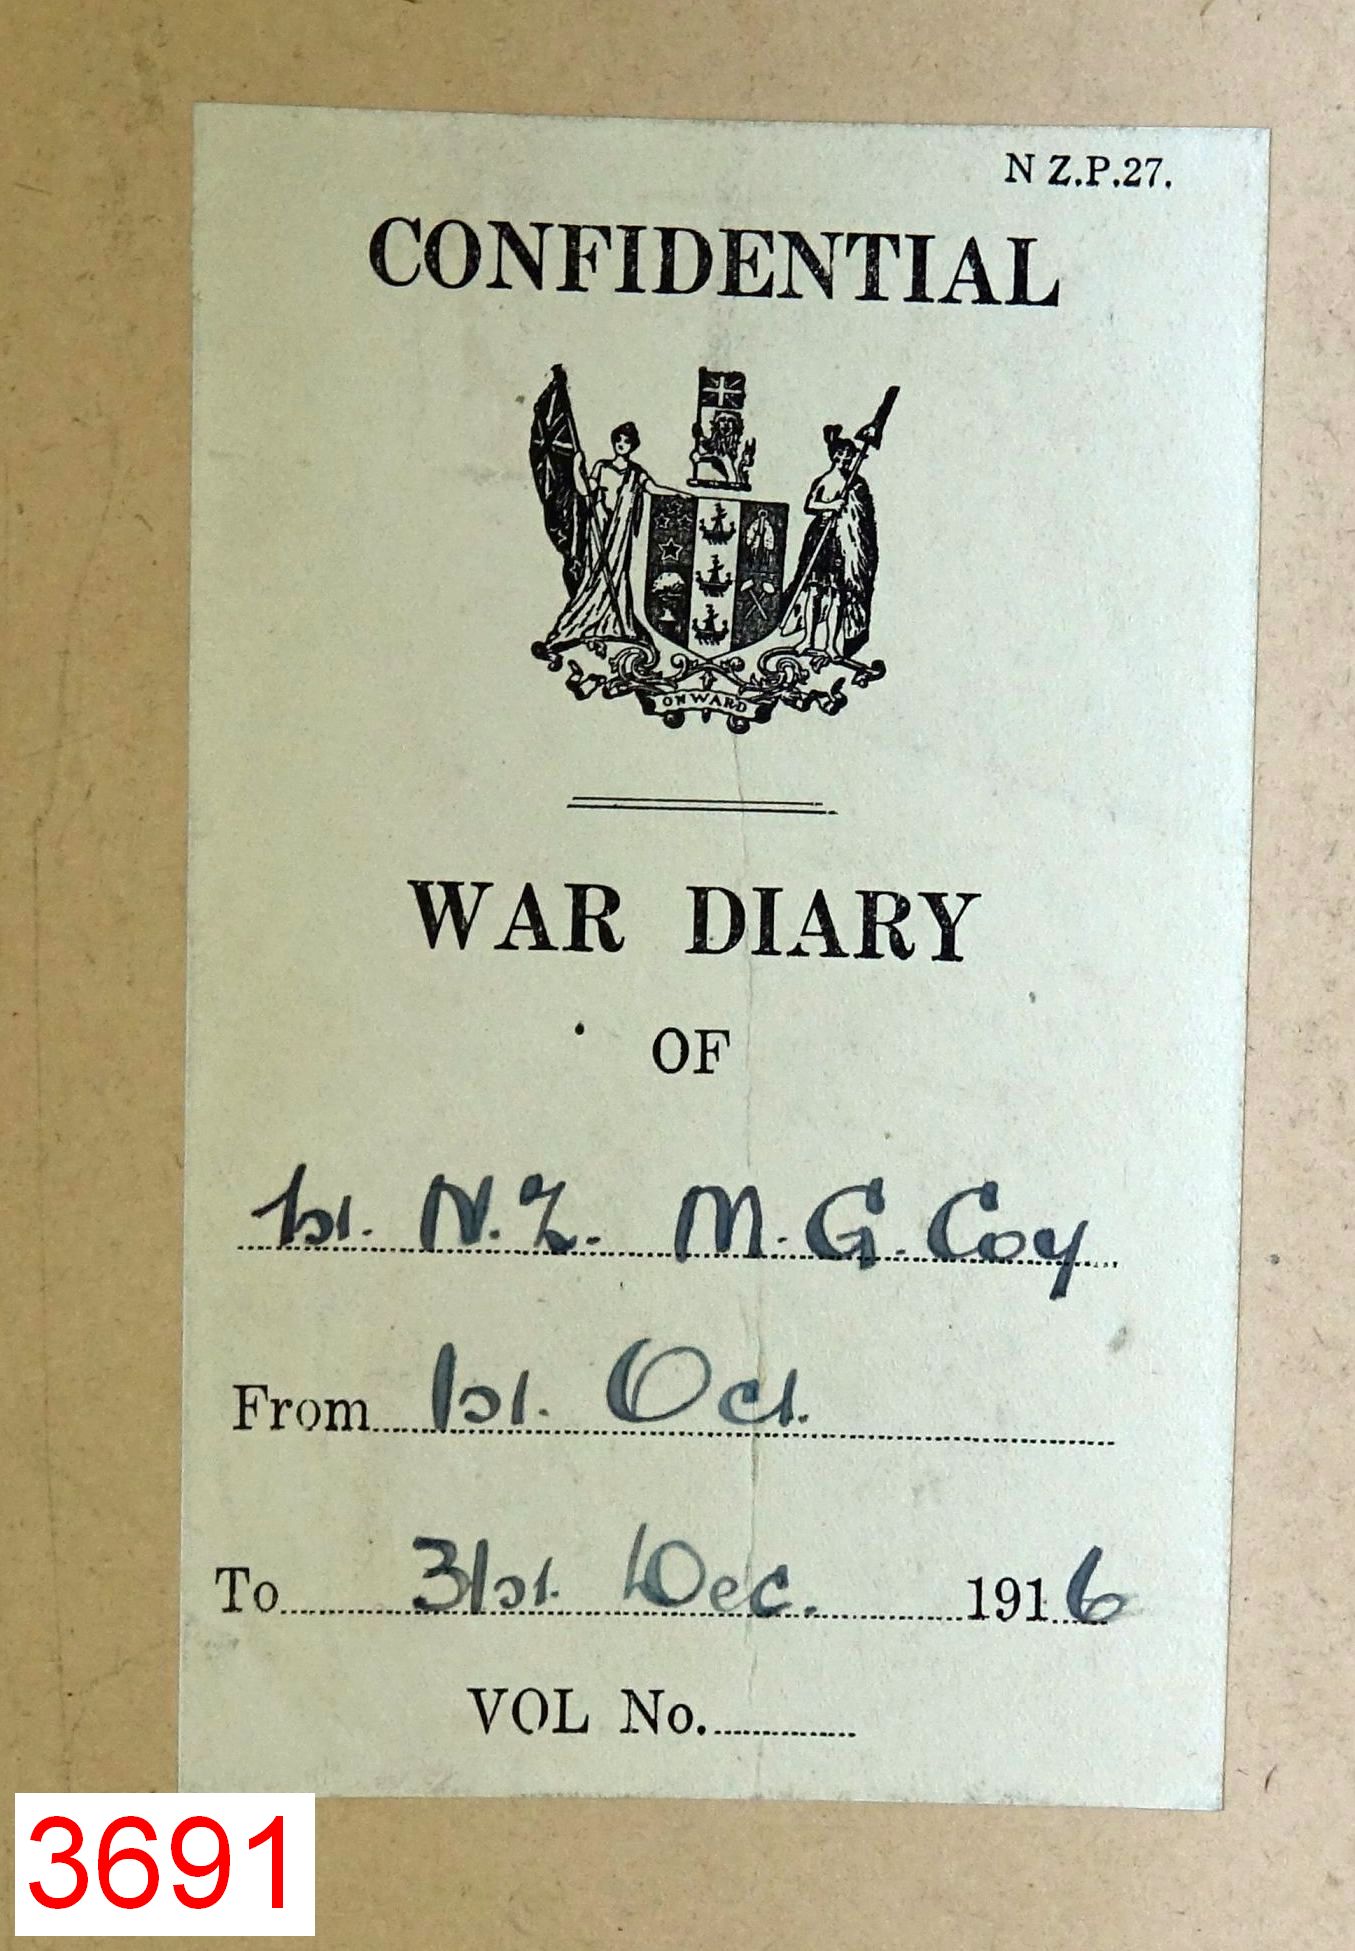 N Z.P.27.
CONFIDENTIAL
ONWARD
WAR DIARY
OF
1st. N.Z. M.G. Coy
From 1st. Oct.
To 31st. Dec. 1916
VOL No.
3691